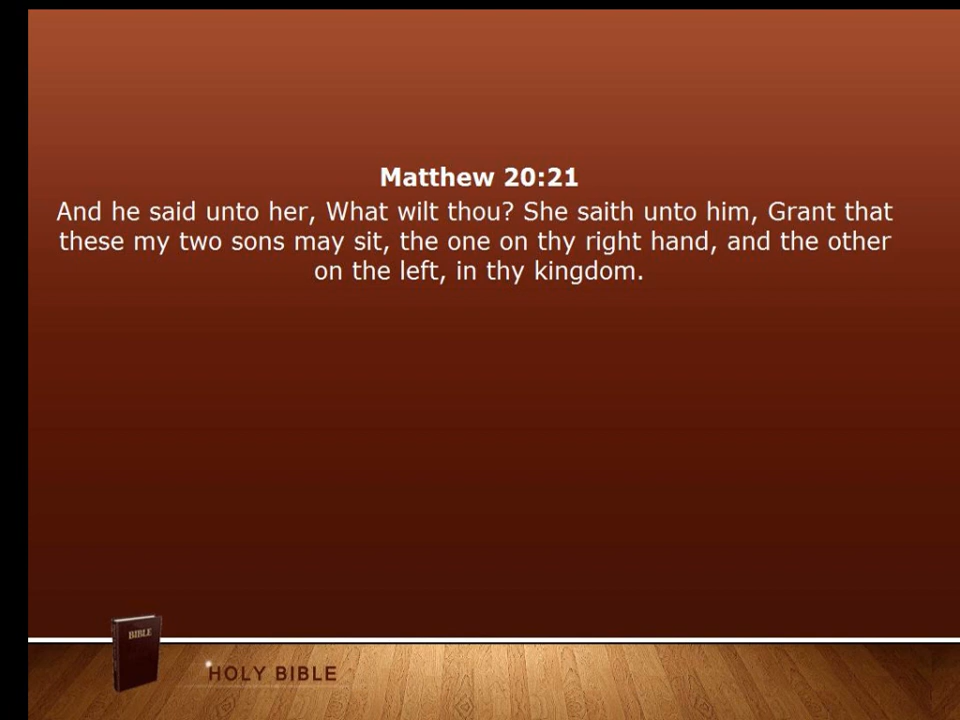 Matthew 20:21
And he said unto her, What wilt thou? She saith unto him, Grant that
these my two sons may sit, the one on thy right hand, and the other
on the left, in thy kingdom.
BIBLE
HOLY BIBLE